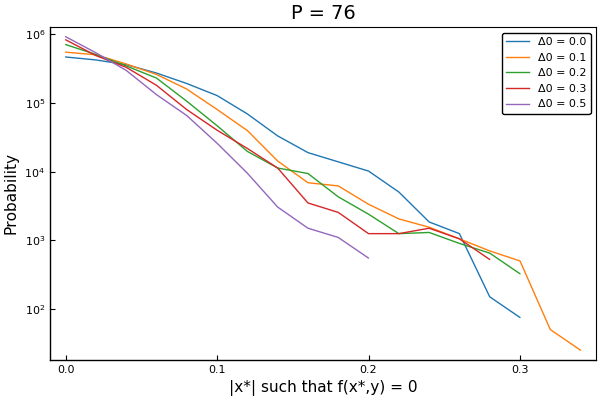 P = 76
10⁶
10⁵
10⁴
10³
10²
Probability
Δ0 = 0.0
Δ0 = 0.1
Δ0 = 0.2
Δ0 = 0.3
Δ0 = 0.5
0.0 0.1 0.2 0.3
|x*| such that f(x*,y) = 0